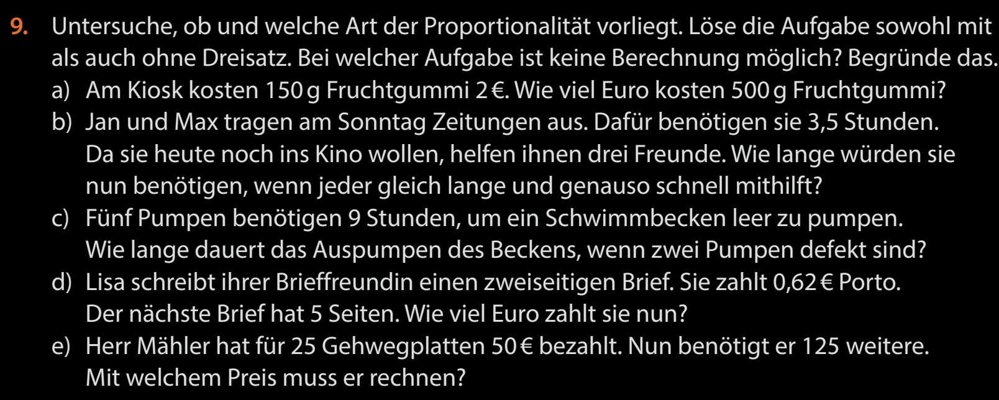 9. Untersuche, ob und welche Art der Proportionalität vorliegt. Löse die Aufgabe sowohl mit
als auch ohne Dreisatz. Bei welcher Aufgabe ist keine Berechnung möglich? Begründe das.
a) Am Kiosk kosten 150 g Fruchtgummi 2 €. Wie viel Euro kosten 500 g Fruchtgummi?
b) Jan und Max tragen am Sonntag Zeitungen aus. Dafür benötigen sie 3,5 Stunden.
Da sie heute noch ins Kino wollen, helfen ihnen drei Freunde. Wie lange würden sie
nun benötigen, wenn jeder gleich lange und genauso schnell mithilft?
c) Fünf Pumpen benötigen 9 Stunden, um ein Schwimmbecken leer zu pumpen.
Wie lange dauert das Auspumpen des Beckens, wenn zwei Pumpen defekt sind?
d) Lisa schreibt ihrer Brieffreundin einen zweiseitigen Brief. Sie zahlt 0,62 € Porto.
Der nächste Brief hat 5 Seiten. Wie viel Euro zahlt sie nun?
e) Herr Mähler hat für 25 Gehwegplatten 50 € bezahlt. Nun benötigt er 125 weitere.
Mit welchem Preis muss er rechnen?